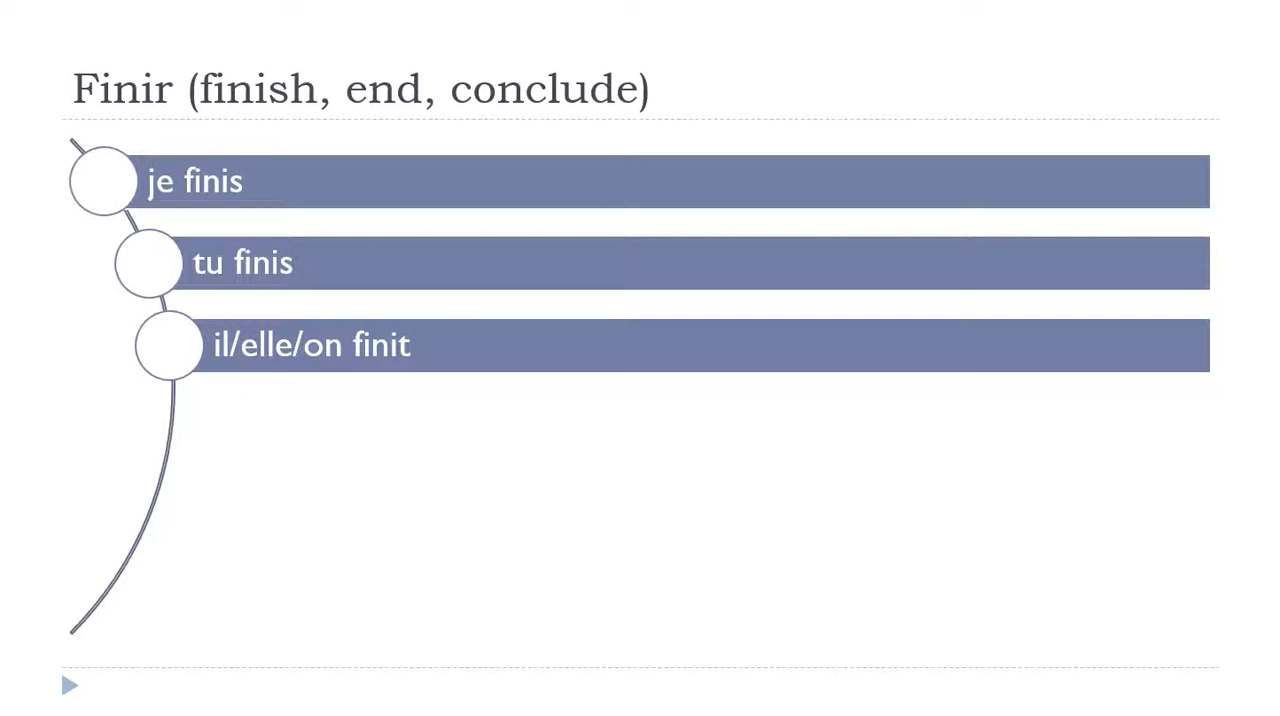 Finir (finish, end, conclude)
je finis
tu finis
il/elle/on finit